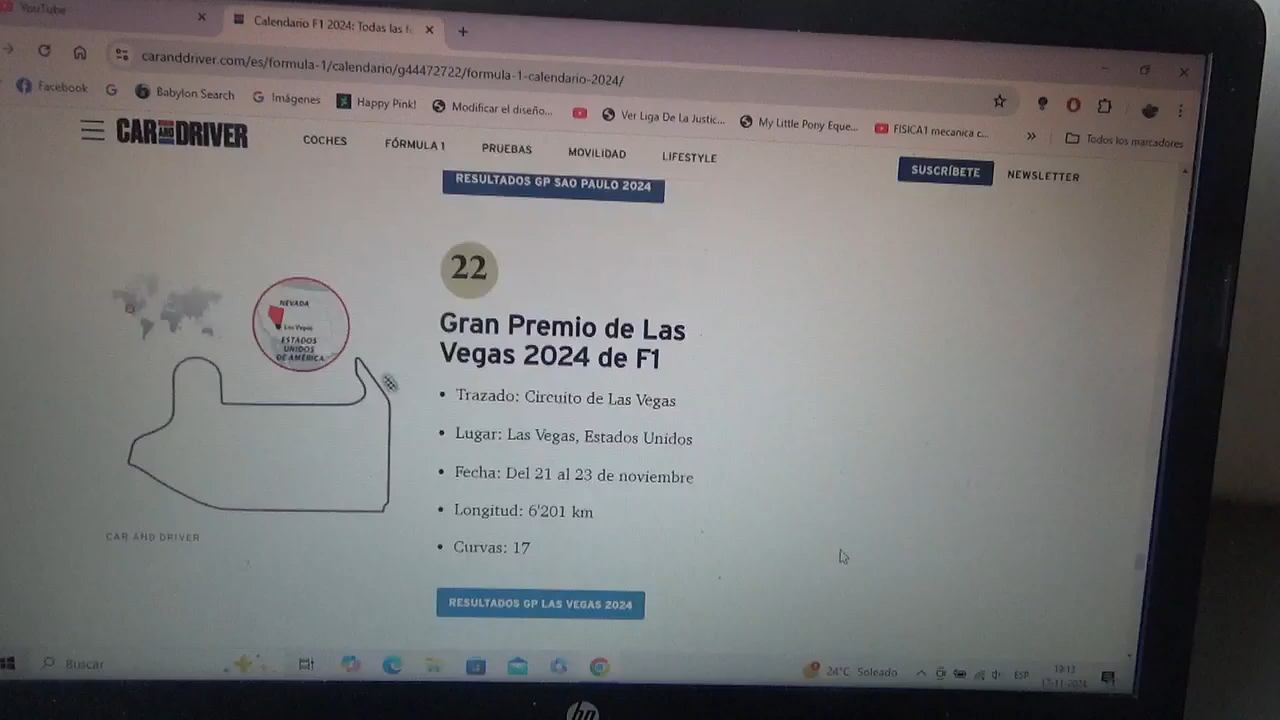 YouTube
Calendario F1 2024: Todas las f
caranddriver.com/es/formula-1/calendario/g44472722/formula-1-calendario-2024/
Facebook
Babylon Search
Imágenes
Happy Pink!
Modificar el diseño...
Ver Liga De La Justic...
My Little Pony Eque...
FISICA1 mecanica c...
Todos los marcadores
CAR AND DRIVER
COCHES
FÓRMULA 1
PRUEBAS
MOVILIDAD
LIFESTYLE
SUSCRÍBETE
NEWSLETTER
RESULTADOS GP SAO PAULO 2024
22
NEVADA
Las Vegas
ESTADOS
UNIDOS
DE AMÉRICA
Gran Premio de Las
Vegas 2024 de F1
• Trazado: Circuito de Las Vegas
• Lugar: Las Vegas, Estados Unidos
• Fecha: Del 21 al 23 de noviembre
• Longitud: 6'201 km
• Curvas: 17
CAR AND DRIVER
RESULTADOS GP LAS VEGAS 2024
Buscar
24°C Soleado
ESP
17-11-2024
hp